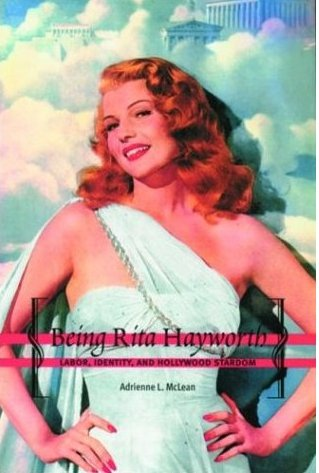 Being Rita Hayworth
LABOR, IDENTITY, AND HOLLYWOOD STARDOM
Adrienne L. McLean